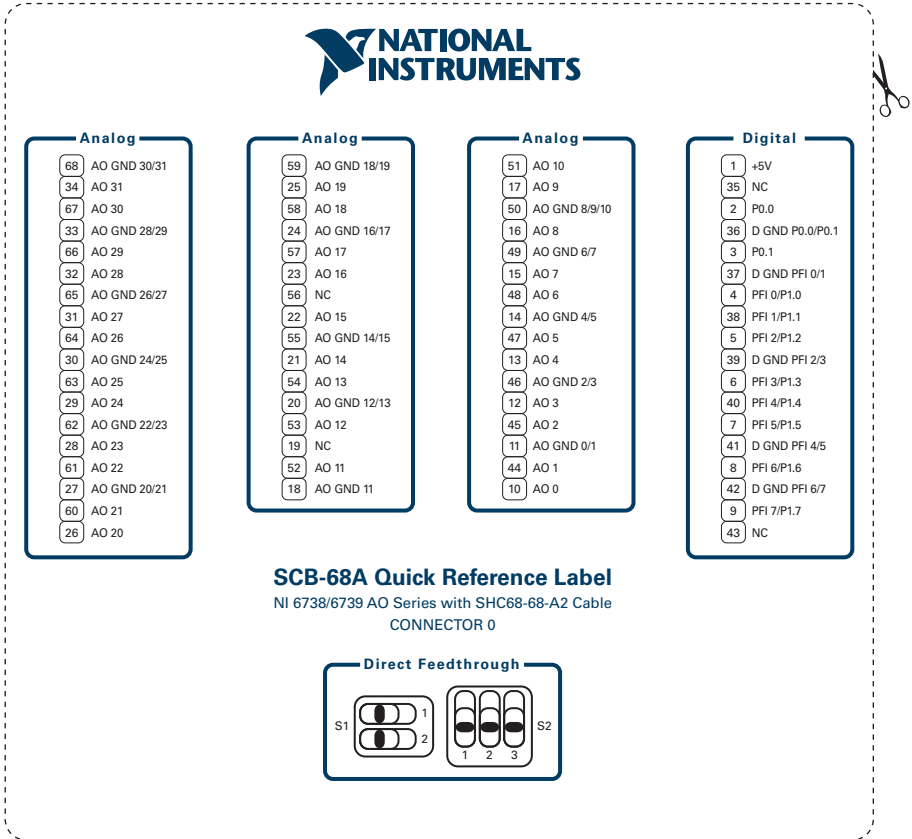 NATIONAL
INSTRUMENTS
Analog
68 AO GND 30/31
34 AO 31
67 AO 30
33 AO GND 28/29
66 AO 29
32 AO 28
65 AO GND 26/27
31 AO 27
64 AO 26
30 AO GND 24/25
63 AO 25
29 AO 24
62 AO GND 22/23
28 AO 23
61 AO 22
27 AO GND 20/21
60 AO 21
26 AO 20
Analog
59 AO GND 18/19
25 AO 19
58 AO 18
24 AO GND 16/17
57 AO 17
23 AO 16
56 NC
22 AO 15
55 AO GND 14/15
21 AO 14
54 AO 13
20 AO GND 12/13
53 AO 12
19 NC
52 AO 11
18 AO GND 11
Analog
51 AO 10
17 AO 9
50 AO GND 8/9/10
16 AO 8
49 AO GND 6/7
15 AO 7
48 AO 6
14 AO GND 4/5
47 AO 5
13 AO 4
46 AO GND 2/3
12 AO 3
45 AO 2
11 AO GND 0/1
44 AO 1
10 AO 0
Digital
1 +5V
35 NC
2 P0.0
36 D GND P0.0/P0.1
3 P0.1
37 D GND PFI 0/1
4 PFI 0/P1.0
38 PFI 1/P1.1
5 PFI 2/P1.2
39 D GND PFI 2/3
6 PFI 3/P1.3
40 PFI 4/P1.4
7 PFI 5/P1.5
41 D GND PFI 4/5
8 PFI 6/P1.6
42 D GND PFI 6/7
9 PFI 7/P1.7
43 NC
SCB-68A Quick Reference Label
NI 6738/6739 AO Series with SHC68-68-A2 Cable
CONNECTOR 0
Direct Feedthrough
S1 1
2
S2
1 2 3